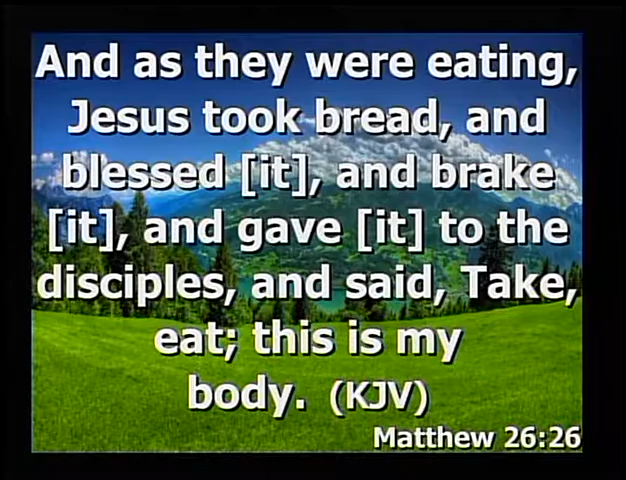 And as they were eating,
Jesus took bread, and
blessed [it], and brake
[it], and gave [it] to the
disciples, and said, Take,
eat; this is my
body. (KJV)
Matthew 26:26